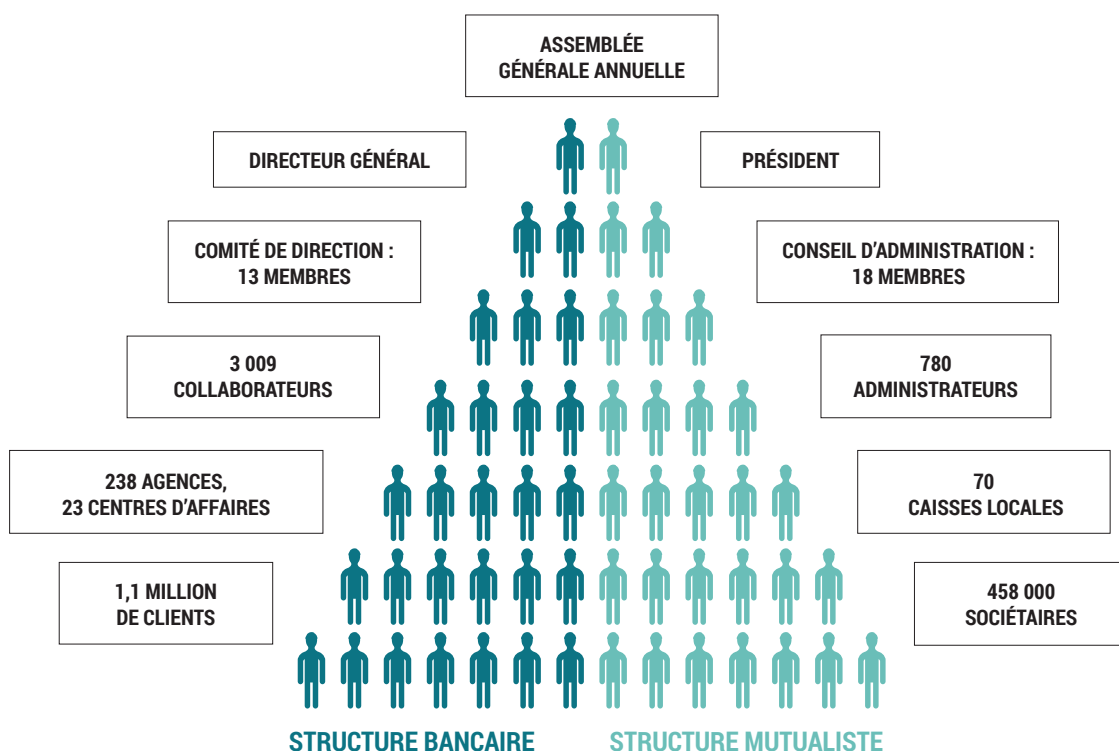 ASSEMBLÉE
GÉNÉRALE ANNUELLE
DIRECTEUR GÉNÉRAL
PRÉSIDENT
COMITÉ DE DIRECTION :
13 MEMBRES
CONSEIL D'ADMINISTRATION :
18 MEMBRES
3 009
COLLABORATEURS
780
ADMINISTRATEURS
238 AGENCES,
23 CENTRES D'AFFAIRES
70
CAISSES LOCALES
1,1 MILLION
DE CLIENTS
458 000
SOCIÉTAIRES
STRUCTURE BANCAIRE
STRUCTURE MUTUALISTE